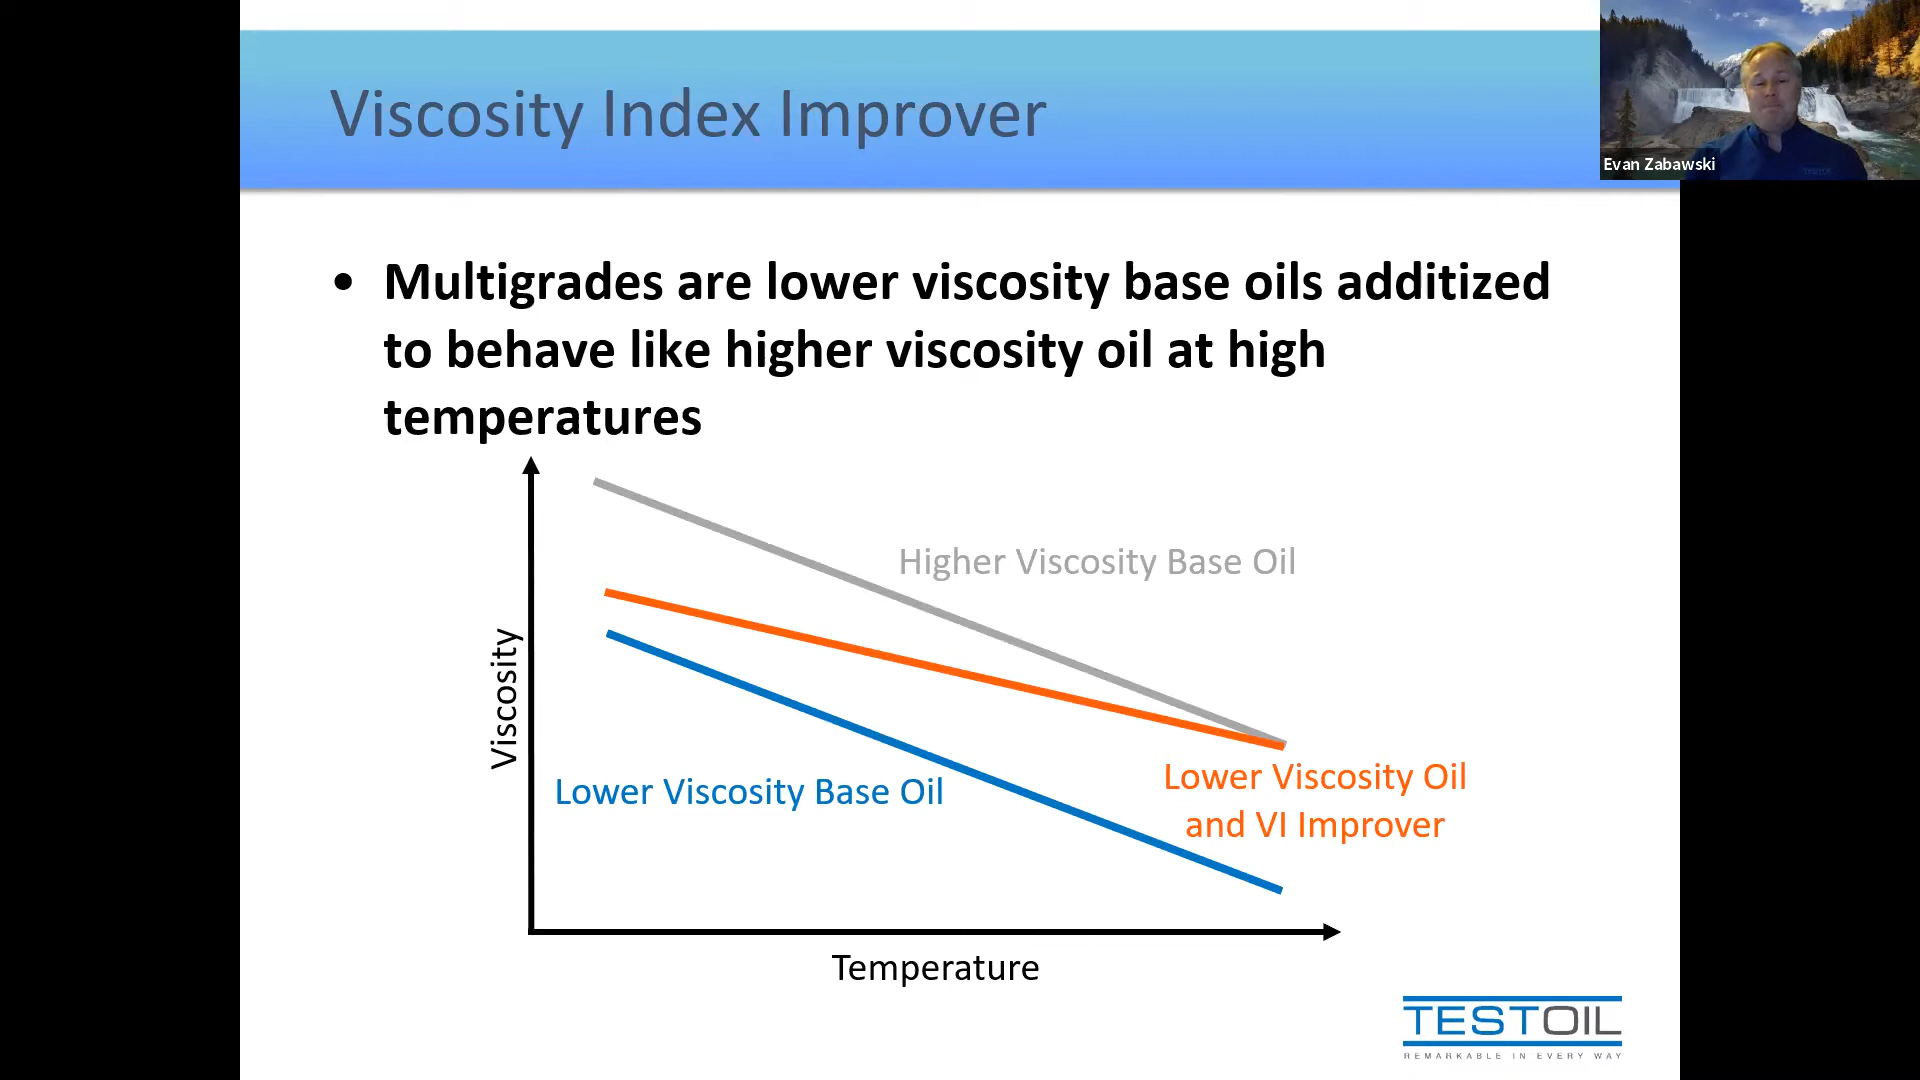 Viscosity Index Improver
Evan Zabawski
• Multigrades are lower viscosity base oils additized
to behave like higher viscosity oil at high
temperatures
Higher Viscosity Base Oil
Viscosity
Lower Viscosity Base Oil
Lower Viscosity Oil
and VI Improver
Temperature
TESTOIL
REMARKABLE IN EVERY WAY